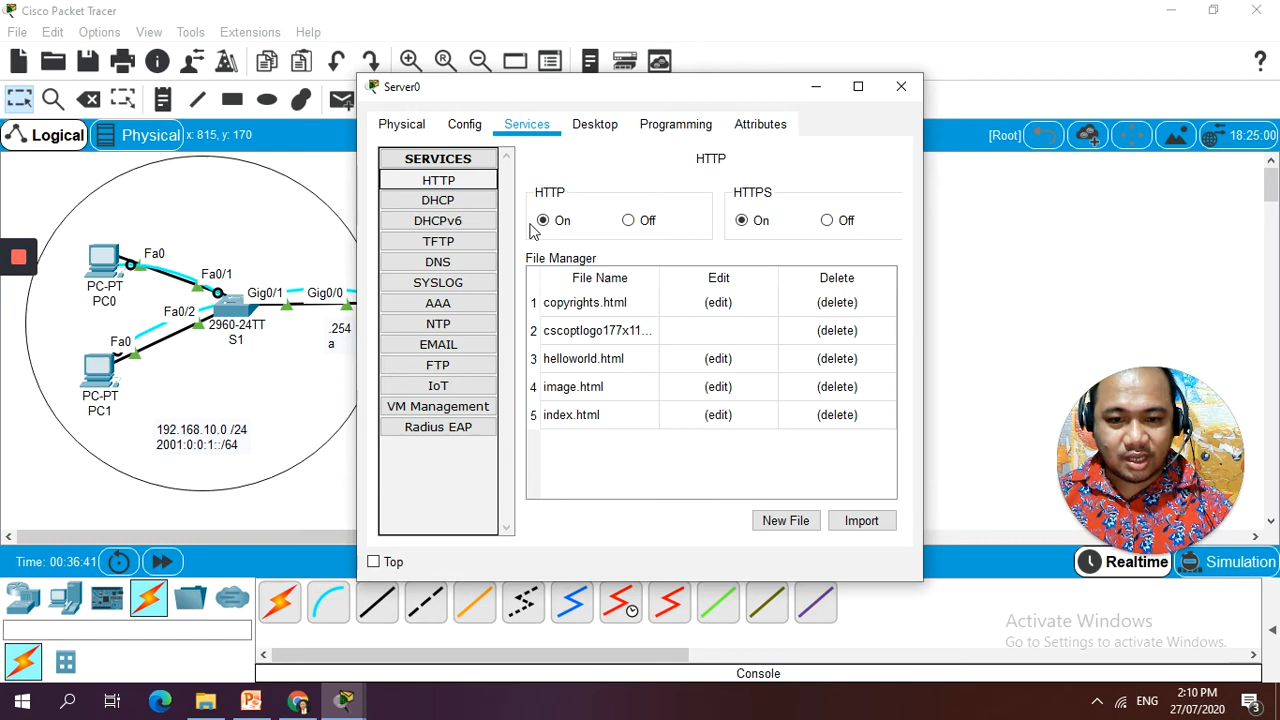 Cisco Packet Tracer
File Edit Options View Tools Extensions Help
Logical
Physical
x: 815, y: 170
[Root]
18:25:00
Server0
Physical Config Services Desktop Programming Attributes
SERVICES
HTTP
DHCP
DHCPv6
TFTP
DNS
SYSLOG
AAA
NTP
EMAIL
FTP
IoT
VM Management
Radius EAP
HTTP
HTTP
On Off
HTTPS
On Off
File Manager
File Name Edit Delete
1 copyrights.html (edit) (delete)
2 cscoptlogo177x11... (delete)
3 helloworld.html (edit) (delete)
4 image.html (edit) (delete)
5 index.html (edit) (delete)
New File Import
Top
Fa0
PC-PT
PC0
Fa0/1
Gig0/1
Gig0/0
Fa0/2
2960-24TT
S1
Fa0
PC-PT
PC1
.254
a
192.168.10.0 /24
2001:0:0:1::/64
Time: 00:36:41
Realtime
Simulation
Activate Windows
Go to Settings to activate Windows.
Console
ENG
2:10 PM
27/07/2020
3